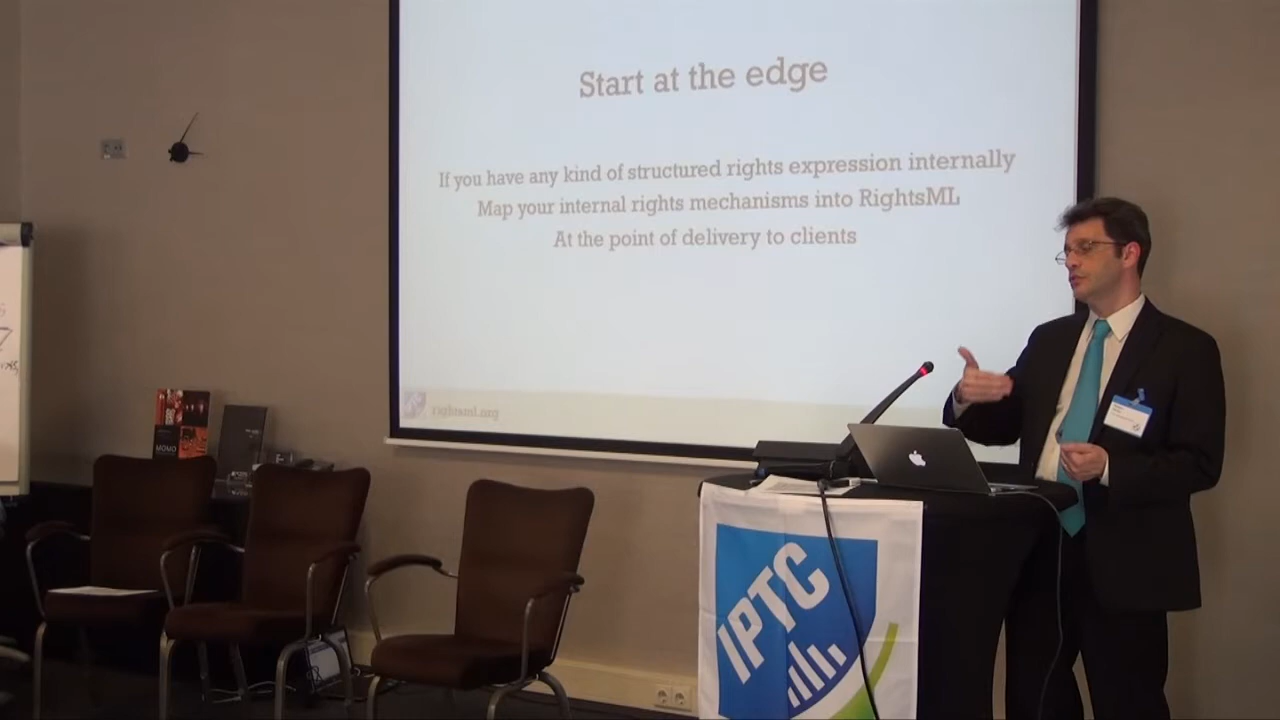 Start at the edge
If you have any kind of structured rights expression internally
Map your internal rights mechanisms into RightsML
At the point of delivery to clients
rightsml.org
MOMO
IPTC